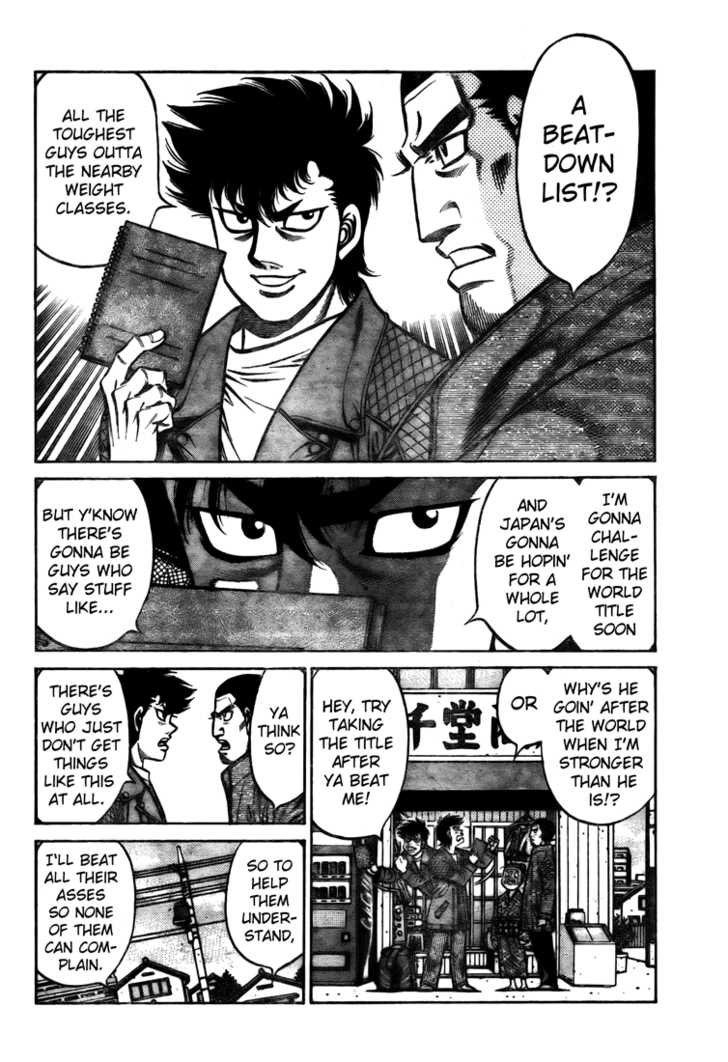 A
BEAT-
DOWN
LIST!?
ALL THE
TOUGHEST
GUYS OUTTA
THE NEARBY
WEIGHT
CLASSES.
I'M
GONNA
CHAL-
LENGE
FOR THE
WORLD
TITLE
SOON
AND
JAPAN'S
GONNA
BE HOPIN'
FOR A
WHOLE
LOT,
BUT Y'KNOW
THERE'S
GONNA BE
GUYS WHO
SAY STUFF
LIKE...
WHY'S HE
GOIN' AFTER
THE WORLD
WHEN I'M
STRONGER
THAN HE
IS!?
OR
HEY, TRY
TAKING
THE TITLE
AFTER
YA BEAT
ME!
YA
THINK
SO?
THERE'S
GUYS
WHO JUST
DON'T GET
THINGS
LIKE THIS
AT ALL.
SO TO
HELP
THEM
UNDER-
STAND,
I'LL BEAT
ALL THEIR
ASSES
SO NONE
OF THEM
CAN COM-
PLAIN.